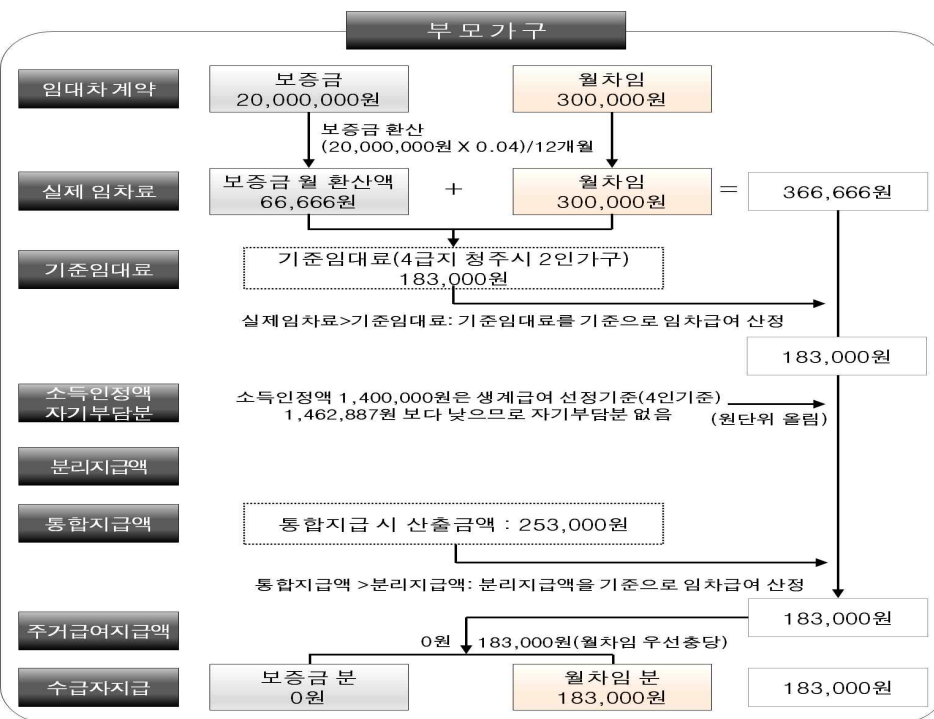 부모가구
임대차 계약
보증금
20,000,000원
월차임
300,000원
보증금 환산
(20,000,000원 X 0.04)/12개월
실제 임차료
보증금 월 환산액
66,666원
+
월차임
300,000원
=
366,666원
기준임대료
기준임대료(4급지 청주시 2인가구)
183,000원
실제임차료>기준임대료: 기준임대료를 기준으로 임차급여 산정
183,000원
소득인정액
자기부담분
소득인정액 1,400,000원은 생계급여 선정기준(4인기준)
1,462,887원 보다 낮으므로 자기부담분 없음
(원단위 올림)
분리지급액
통합지급액
통합지급 시 산출금액 : 253,000원
통합지급액 >분리지급액: 분리지급액을 기준으로 임차급여 산정
주거급여지급액
183,000원
0원
183,000원(월차임 우선충당)
수급자지급
보증금 분
0원
월차임 분
183,000원
183,000원